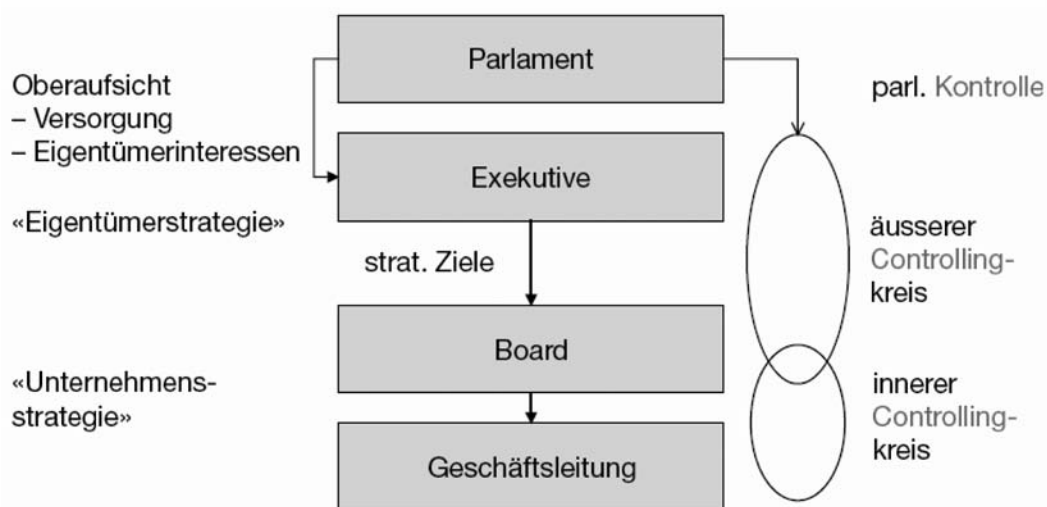 Parlament
Oberaufsicht
– Versorgung
– Eigentümerinteressen
parl. Kontrolle
Exekutive
«Eigentümerstrategie»
strat. Ziele
äusserer
Controlling-
kreis
Board
«Unternehmens-
strategie»
innerer
Controlling-
kreis
Geschäftsleitung